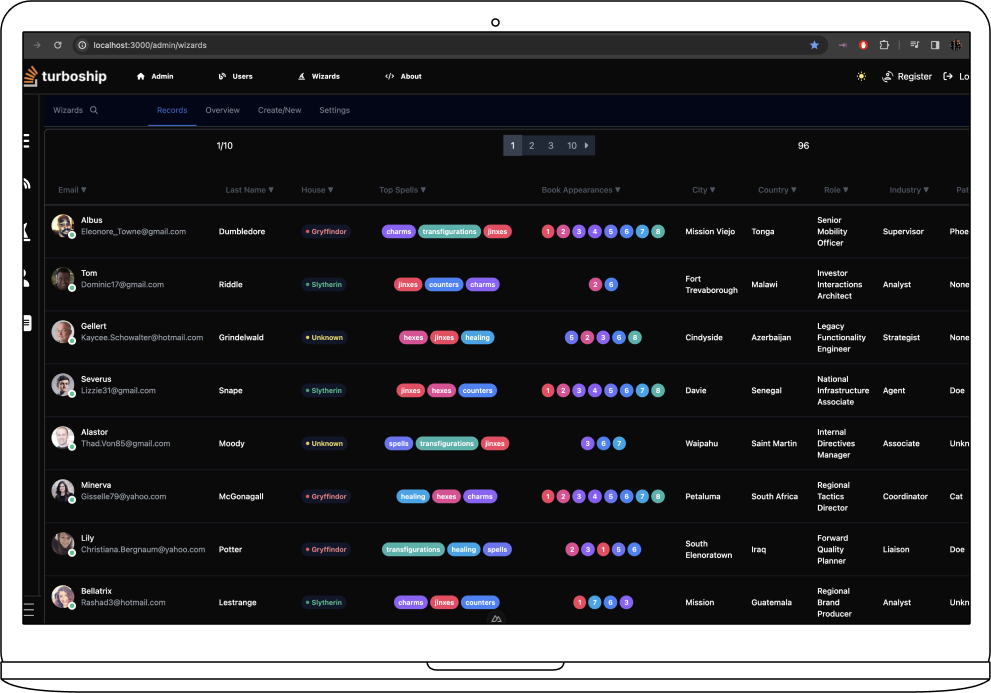 localhost:3000/admin/wizards
turboship Admin Users Wizards About Register Lo
Wizards Records Overview Create/New Settings
1/10 1 2 3 10 96
Email Last Name House Top Spells Book Appearances City Country Role Industry Pat
Albus
Eleonore_Towne@gmail.com Dumbledore Gryffindor charms transfigurations jinxes 1 2 3 4 5 6 7 8 Mission Viejo Tonga Senior Mobility Officer Supervisor Phoe
Tom
Dominic17@gmail.com Riddle Slytherin jinxes counters charms 2 6 Fort Trevaborough Malawi Investor Interactions Architect Analyst None
Gellert
Kaycee.Schowalter@hotmail.com Grindelwald Unknown hexes jinxes healing 5 2 3 6 8 Cindyside Azerbaijan Legacy Functionality Engineer Strategist None
Severus
Lizzie31@gmail.com Snape Slytherin jinxes hexes counters 1 2 3 4 5 6 7 8 Davie Senegal National Infrastructure Associate Agent Doe
Alastor
Thad.Von85@gmail.com Moody Unknown spells transfigurations jinxes 3 6 7 Waipahu Saint Martin Internal Directives Manager Associate Unkn
Minerva
Gisselle79@yahoo.com McGonagall Gryffindor healing hexes charms 1 2 3 4 5 6 7 8 Petaluma South Africa Regional Tactics Director Coordinator Cat
Lily
Christiana.Bergnaum@yahoo.com Potter Gryffindor transfigurations healing spells 2 3 1 5 6 South Elenoratown Iraq Forward Quality Planner Liaison Doe
Bellatrix
Rashad3@hotmail.com Lestrange Slytherin charms jinxes counters 1 7 6 3 Mission Guatemala Regional Brand Producer Analyst Unkn